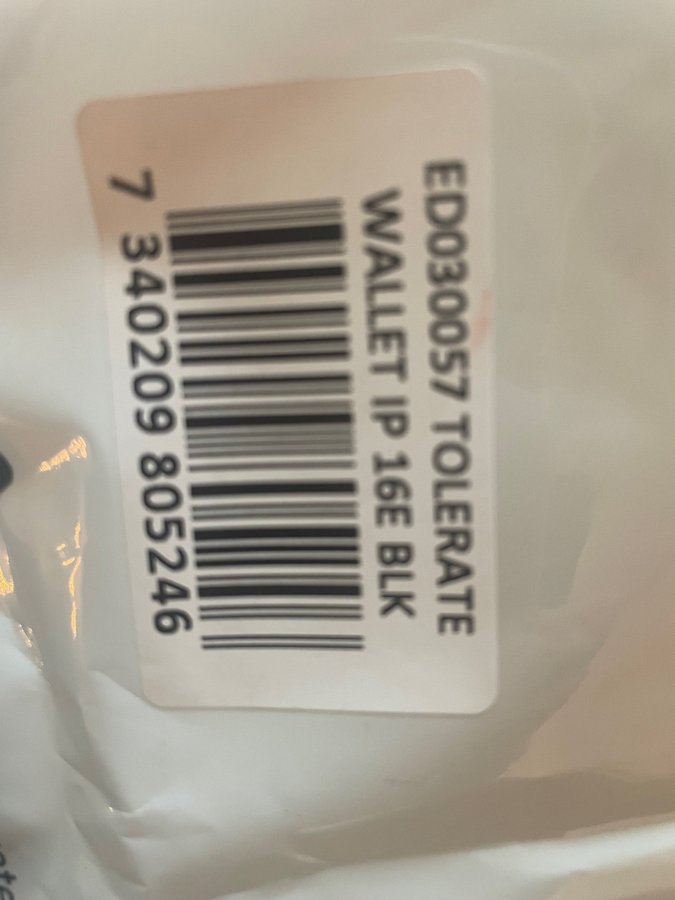 ED030057 TOLERATE
WALLET IP 16E BLK
7 340209 805246